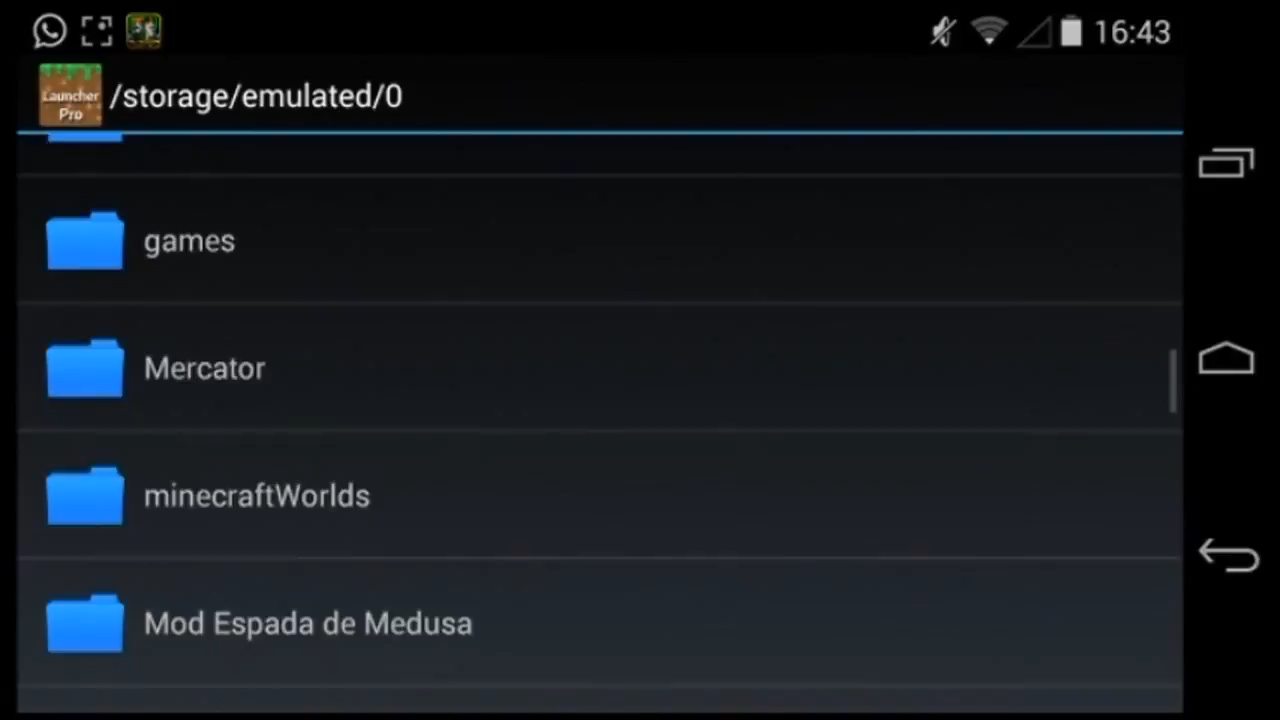 16:43
Launcher
Pro
/storage/emulated/0
games
Mercator
minecraftWorlds
Mod Espada de Medusa